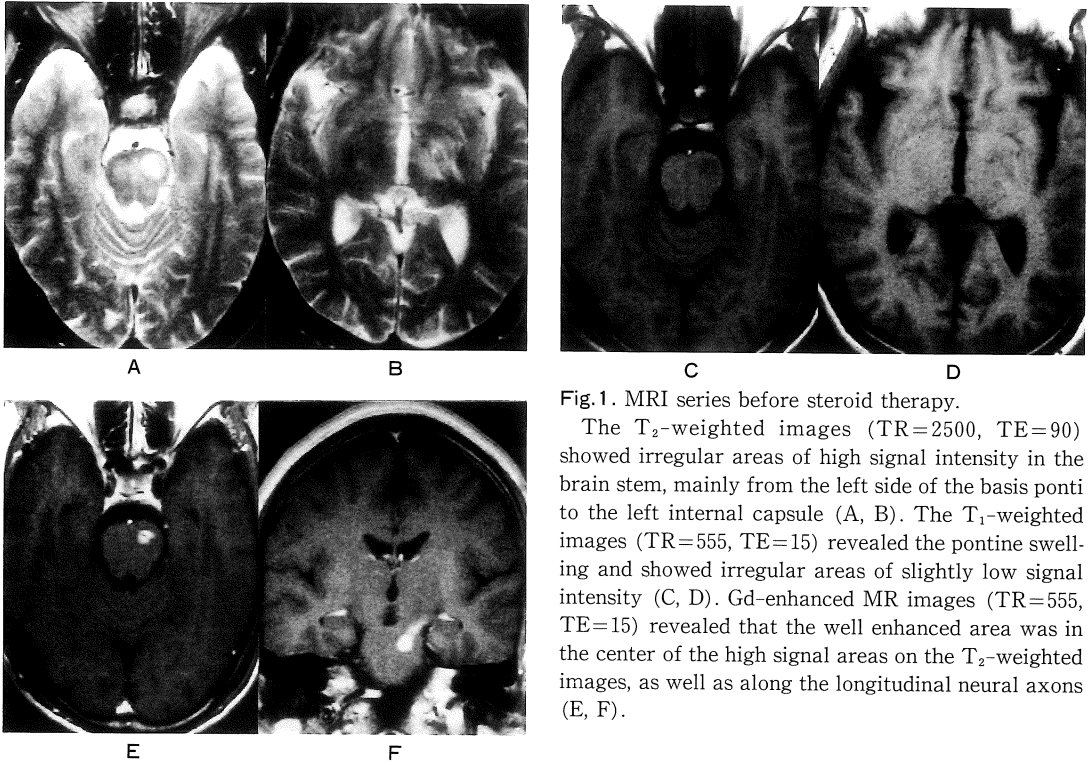 A
B
C
D
E
F
Fig.1. MRI series before steroid therapy.
The T₂-weighted images (TR=2500, TE=90)
showed irregular areas of high signal intensity in the
brain stem, mainly from the left side of the basis ponti
to the left internal capsule (A, B). The T₁-weighted
images (TR=555, TE=15) revealed the pontine swell-
ing and showed irregular areas of slightly low signal
intensity (C, D). Gd-enhanced MR images (TR=555,
TE=15) revealed that the well enhanced area was in
the center of the high signal areas on the T₂-weighted
images, as well as along the longitudinal neural axons
(E, F).